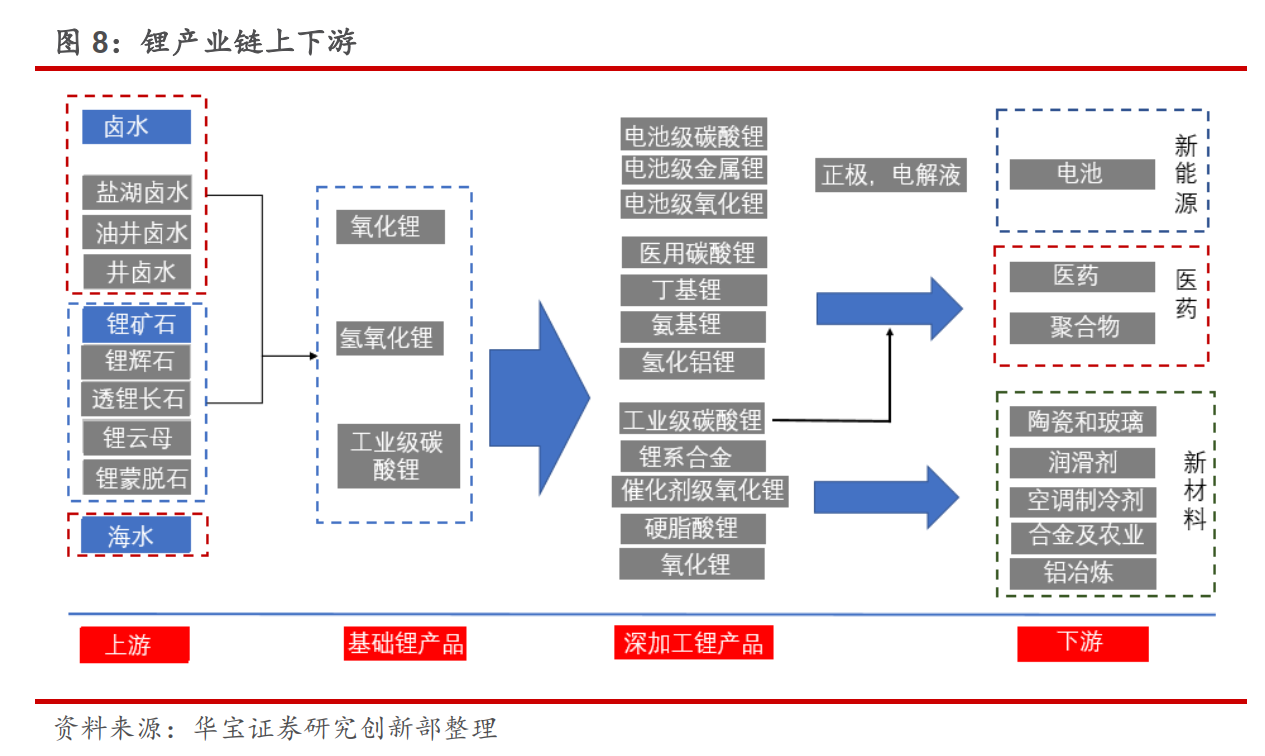 图 8：锂产业链上下游
卤水
盐湖卤水
油井卤水
井卤水
锂矿石
锂辉石
透锂长石
锂云母
锂蒙脱石
海水
氧化锂
氢氧化锂
工业级碳
酸锂
电池级碳酸锂
电池级金属锂
电池级氧化锂
医用碳酸锂
丁基锂
氨基锂
氢化铝锂
工业级碳酸锂
锂系合金
催化剂级氧化锂
硬脂酸锂
氧化锂
正极，电解液
电池
新能源
医药
聚合物
医药
陶瓷和玻璃
润滑剂
空调制冷剂
合金及农业
铝冶炼
新材料
上游
基础锂产品
深加工锂产品
下游
资料来源：华宝证券研究创新部整理